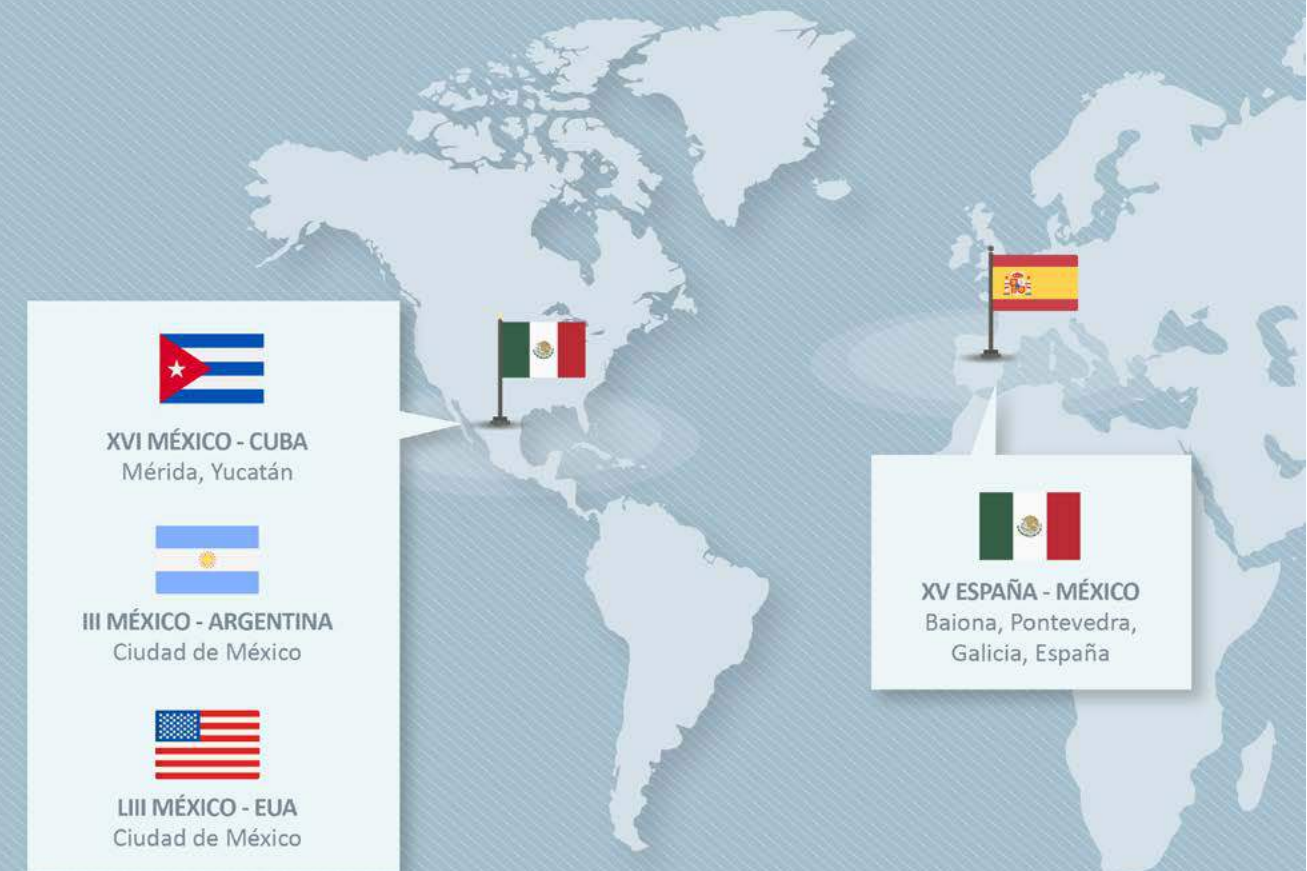 XVI MÉXICO - CUBA
Mérida, Yucatán
III MÉXICO - ARGENTINA
Ciudad de México
LIII MÉXICO - EUA
Ciudad de México
XV ESPAÑA - MÉXICO
Baiona, Pontevedra,
Galicia, España